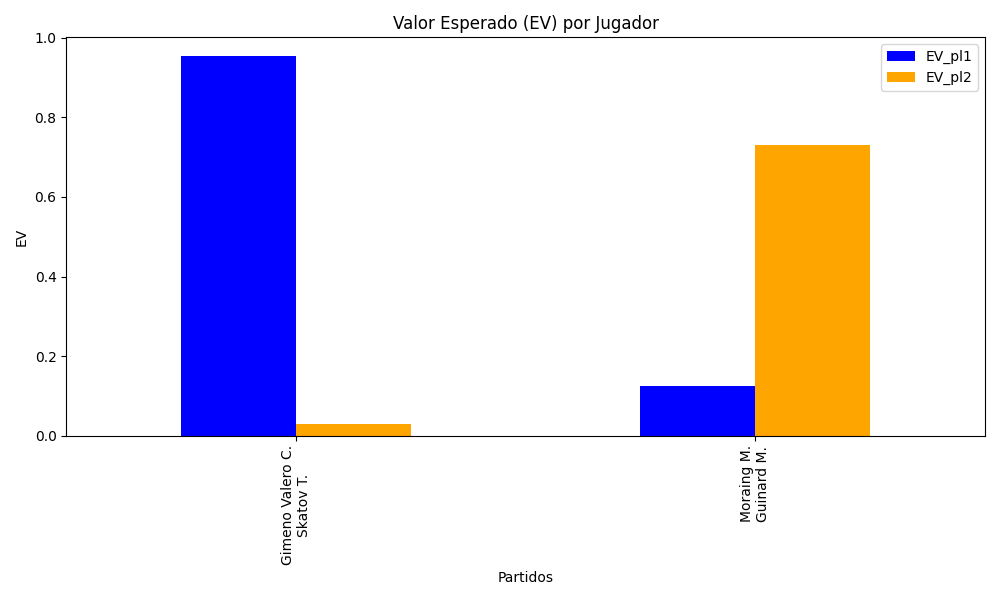 Valor Esperado (EV) por Jugador
EV_pl1
EV_pl2
EV
1.0
0.8
0.6
0.4
0.2
0.0
Gimeno Valero C.
Skatov T.
Moraing M.
Guinard M.
Partidos